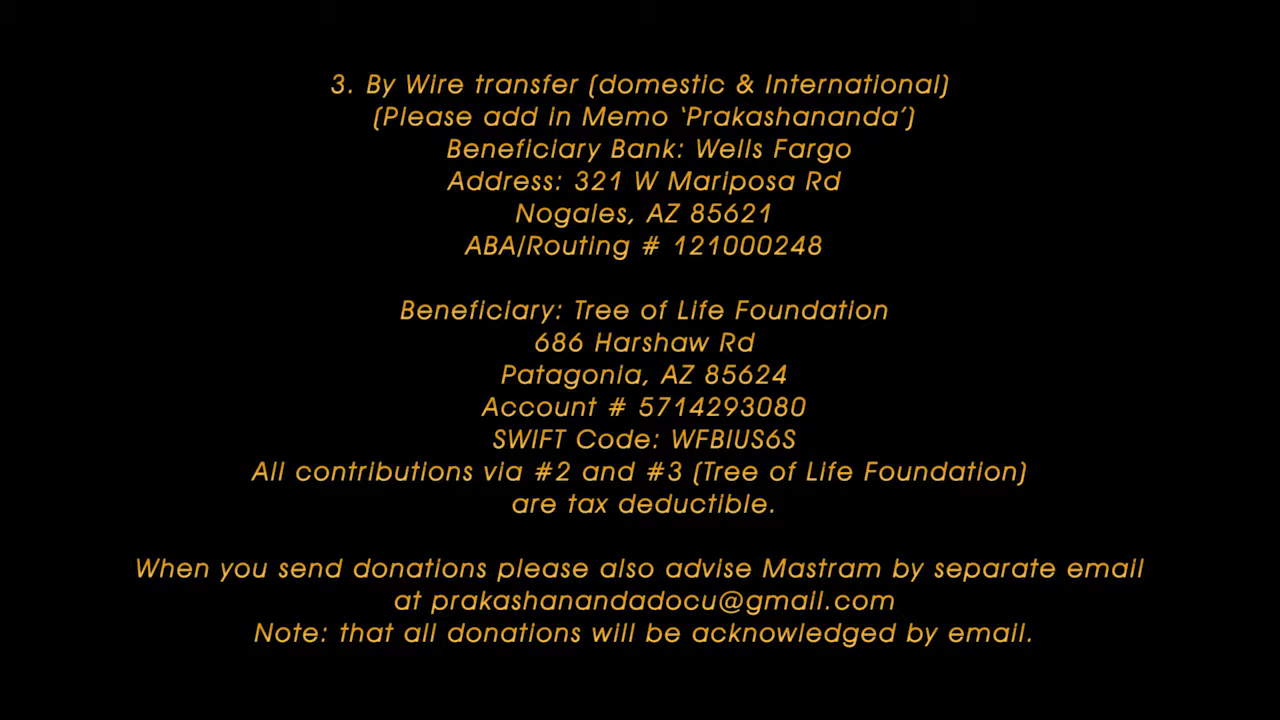 3. By Wire transfer (domestic & International)
(Please add in Memo ‘Prakashananda’)
Beneficiary Bank: Wells Fargo
Address: 321 W Mariposa Rd
Nogales, AZ 85621
ABA/Routing # 121000248
Beneficiary: Tree of Life Foundation
686 Harshaw Rd
Patagonia, AZ 85624
Account # 5714293080
SWIFT Code: WFBIUS6S
All contributions via #2 and #3 (Tree of Life Foundation)
are tax deductible.
When you send donations please also advise Mastram by separate email
at prakashanandadocu@gmail.com
Note: that all donations will be acknowledged by email.